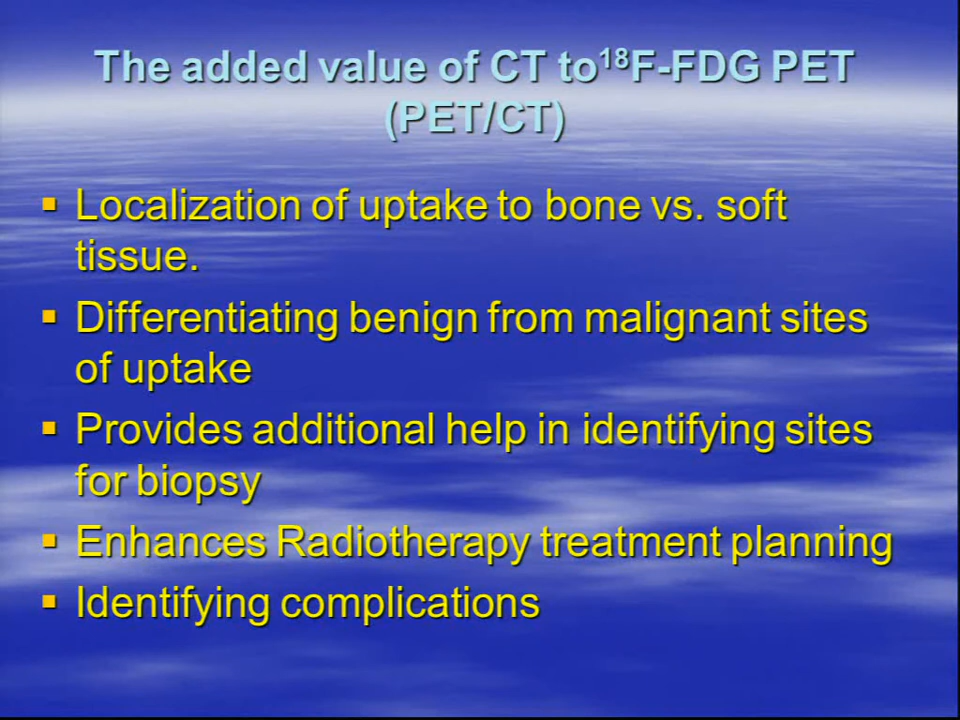 The added value of CT to¹⁸F-FDG PET
(PET/CT)
▪ Localization of uptake to bone vs. soft
tissue.
▪ Differentiating benign from malignant sites
of uptake
▪ Provides additional help in identifying sites
for biopsy
▪ Enhances Radiotherapy treatment planning
▪ Identifying complications